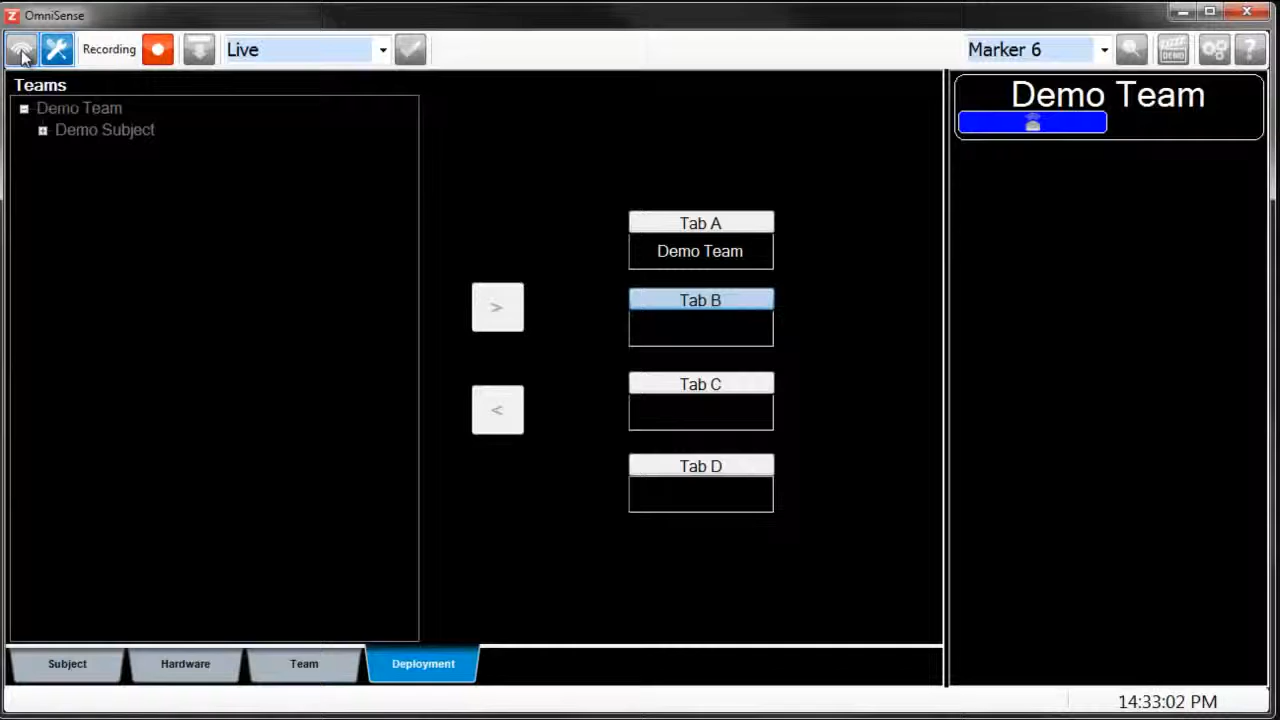 OmniSense
Recording
Live
Marker 6
DEMO
?
Teams
Demo Team
Demo Subject
Tab A
Demo Team
Tab B
Tab C
Tab D
>
<
Demo Team
Subject
Hardware
Team
Deployment
14:33:02 PM